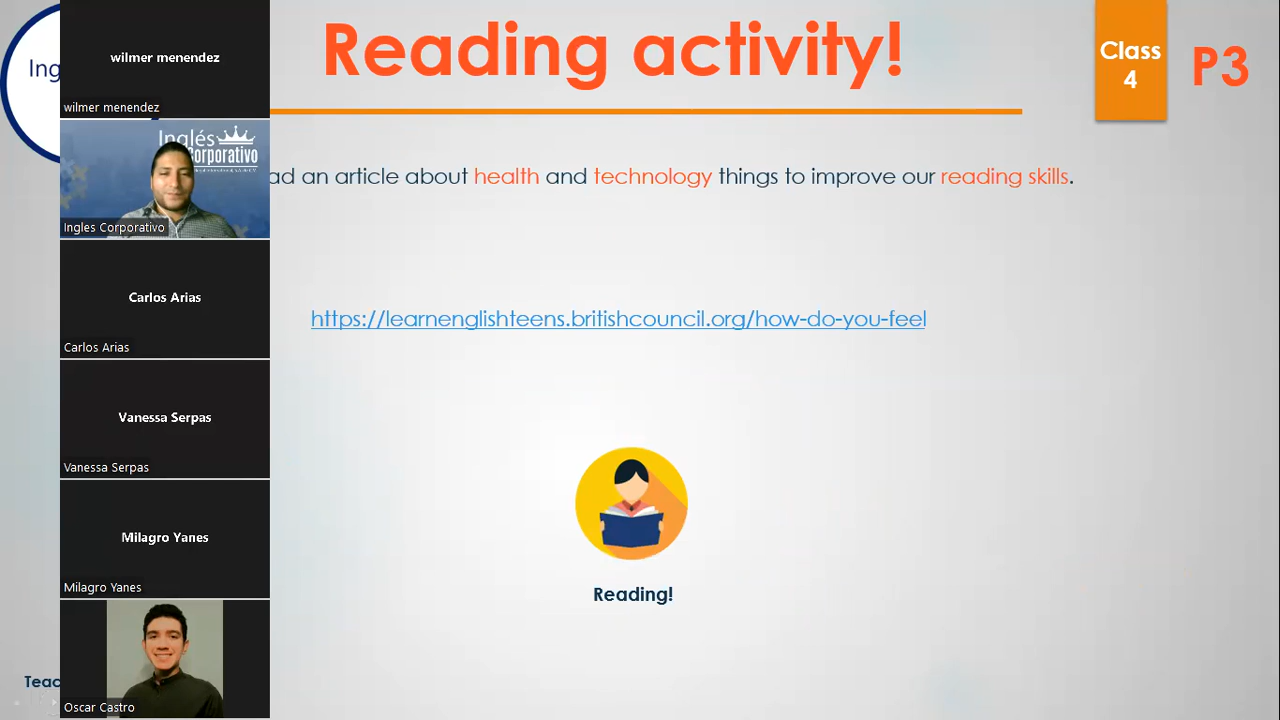 Reading activity!
Class
4
P3
Ing
wilmer menendez
wilmer menendez
Inglés
Corporativo
Ingles Corporativo
ad an article about health and technology things to improve our reading skills.
Carlos Arias
Carlos Arias
https://learnenglishteens.britishcouncil.org/how-do-you-feel
Vanessa Serpas
Vanessa Serpas
Milagro Yanes
Milagro Yanes
Reading!
Teac
Oscar Castro